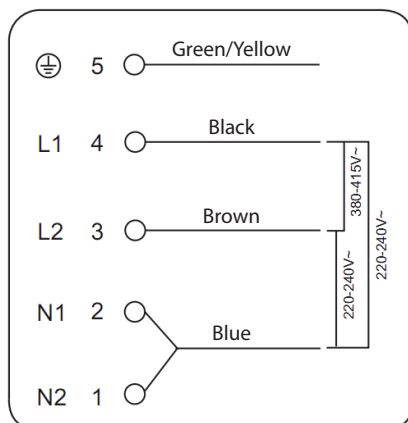 5 Green/Yellow
L1 4 Black
380-415V~
220-240V~
L2 3 Brown
220-240V~
N1 2
Blue
N2 1